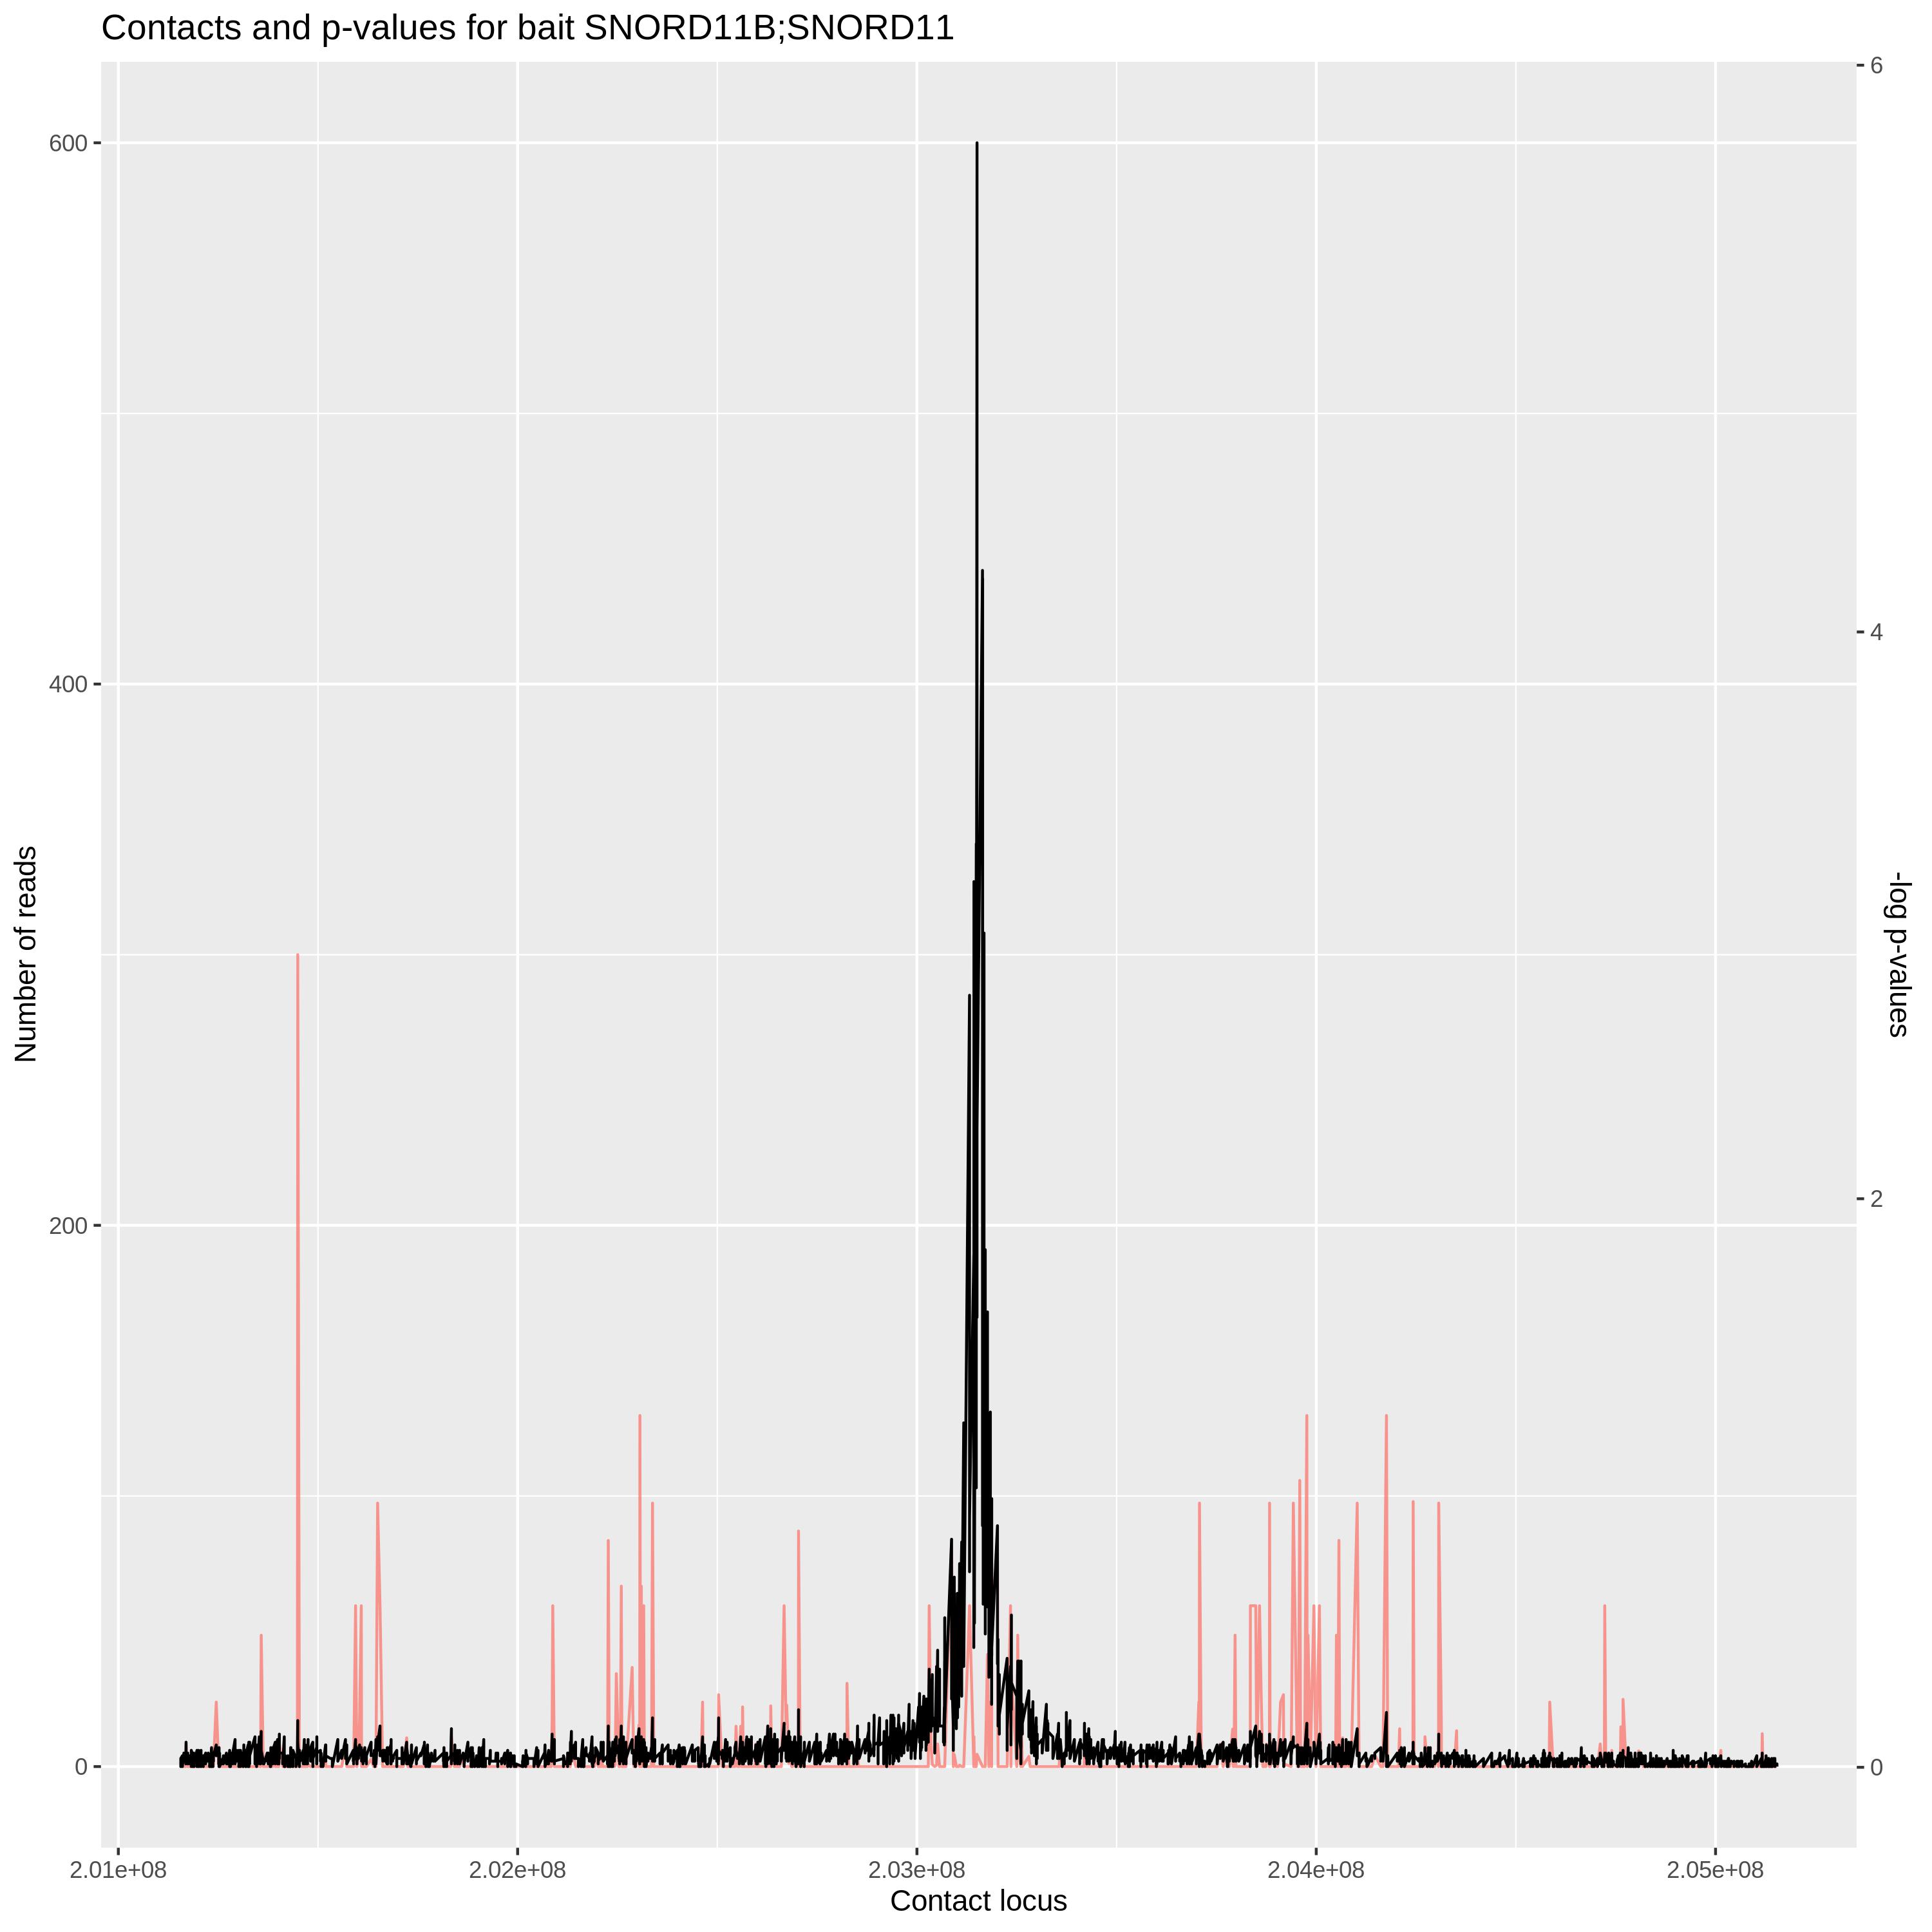 Contacts and p-values for bait SNORD11B;SNORD11
6
600
4
400
Number of reads
-log p-values
2
200
0
0
2.01e+08 2.02e+08 2.03e+08 2.04e+08 2.05e+08
Contact locus